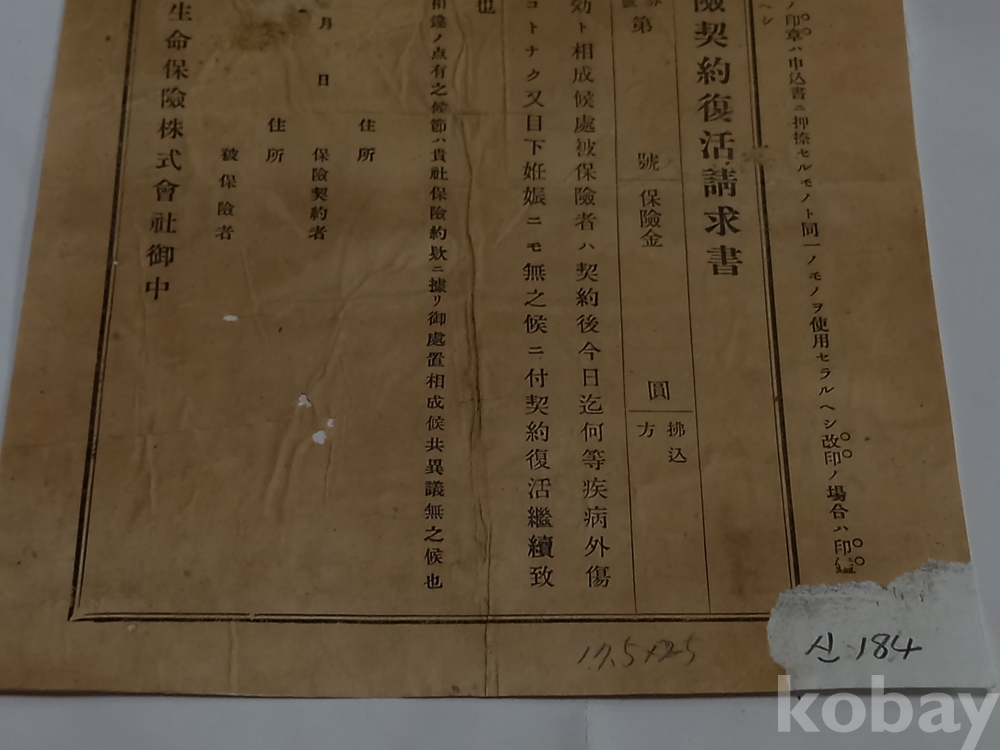 ノ印章ハ申込書ニ押捺セルモノト同一ノモノヲ使用セラルヘシ改印ノ場合ハ印鑑
ヘシ
險契約復活請求書
第
號
保險金
圓
拂込
方
効ト相成候處被保險者ハ契約後今日迄何等疾病外傷
コトナク又目下姙娠ニモ無之候ニ付契約復活繼續致
也
相違ノ点有之候節ハ貴社保險約款ニ據リ御處置相成候共異議無之候也
月
日
住所
保險契約者
住所
被保險者
生命保險株式會社御中
17.5×25
신 184
kobay